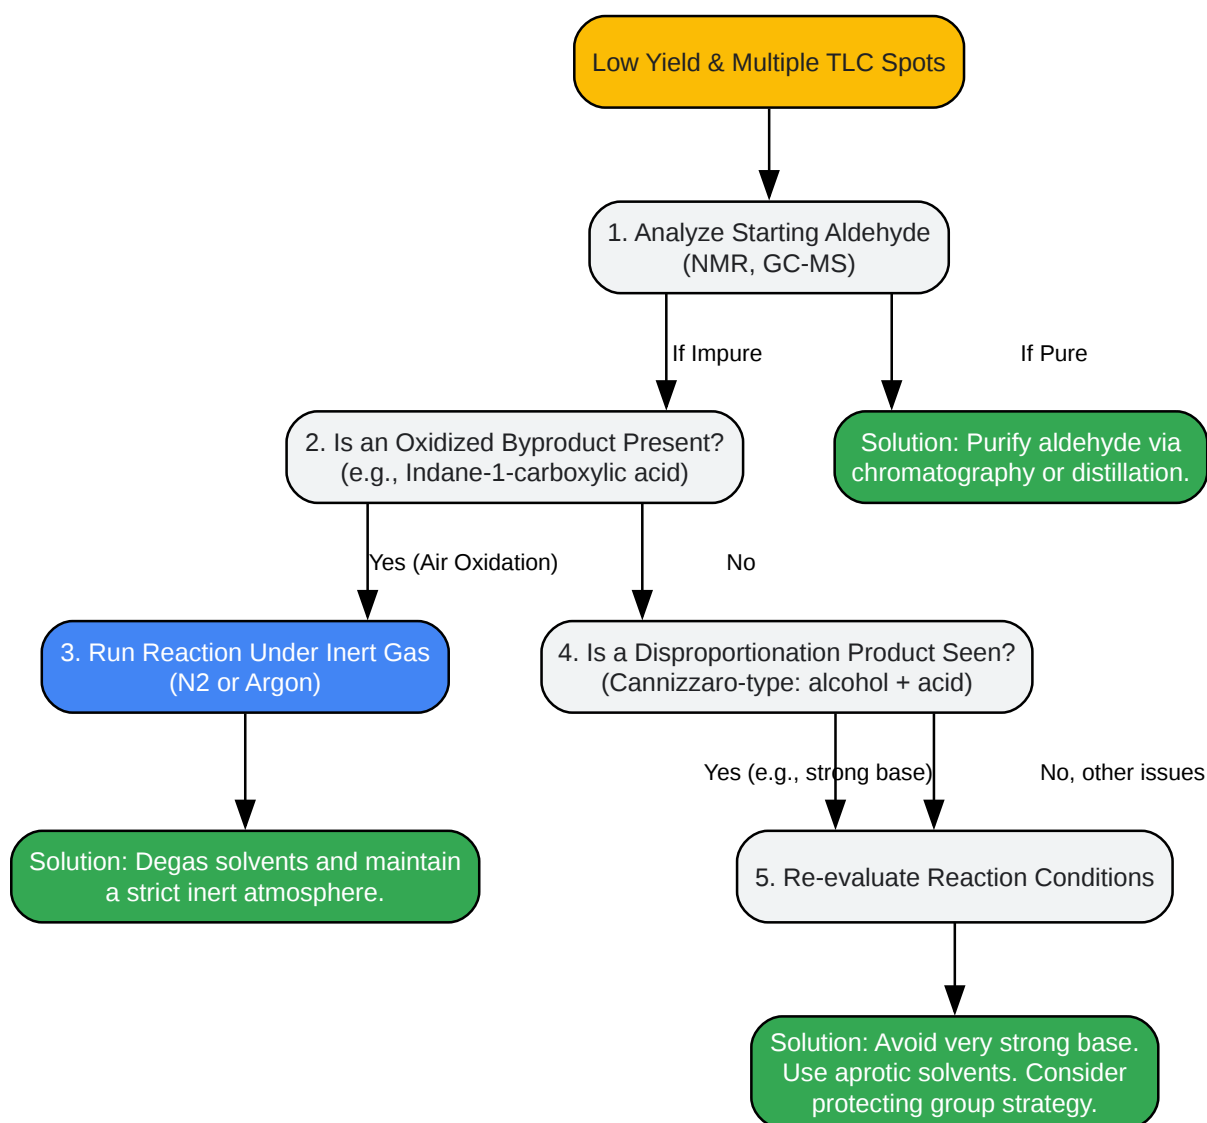 Low Yield & Multiple TLC Spots
1. Analyze Starting Aldehyde
(NMR, GC-MS)
If Impure
If Pure
2. Is an Oxidized Byproduct Present?
(e.g., Indane-1-carboxylic acid)
Solution: Purify aldehyde via
chromatography or distillation.
Yes (Air Oxidation)
No
3. Run Reaction Under Inert Gas
(N2 or Argon)
4. Is a Disproportionation Product Seen?
(Cannizzaro-type: alcohol + acid)
Yes (e.g., strong base)
No, other issues
Solution: Degas solvents and maintain
a strict inert atmosphere.
5. Re-evaluate Reaction Conditions
Solution: Avoid very strong base.
Use aprotic solvents. Consider
protecting group strategy.